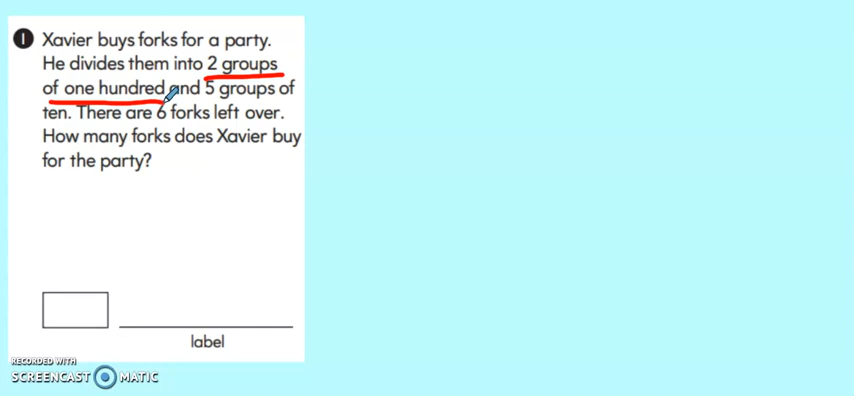 1 Xavier buys forks for a party.
He divides them into 2 groups
of one hundred and 5 groups of
ten. There are 6 forks left over.
How many forks does Xavier buy
for the party?
label
RECORDED WITH
SCREENCAST MATIC